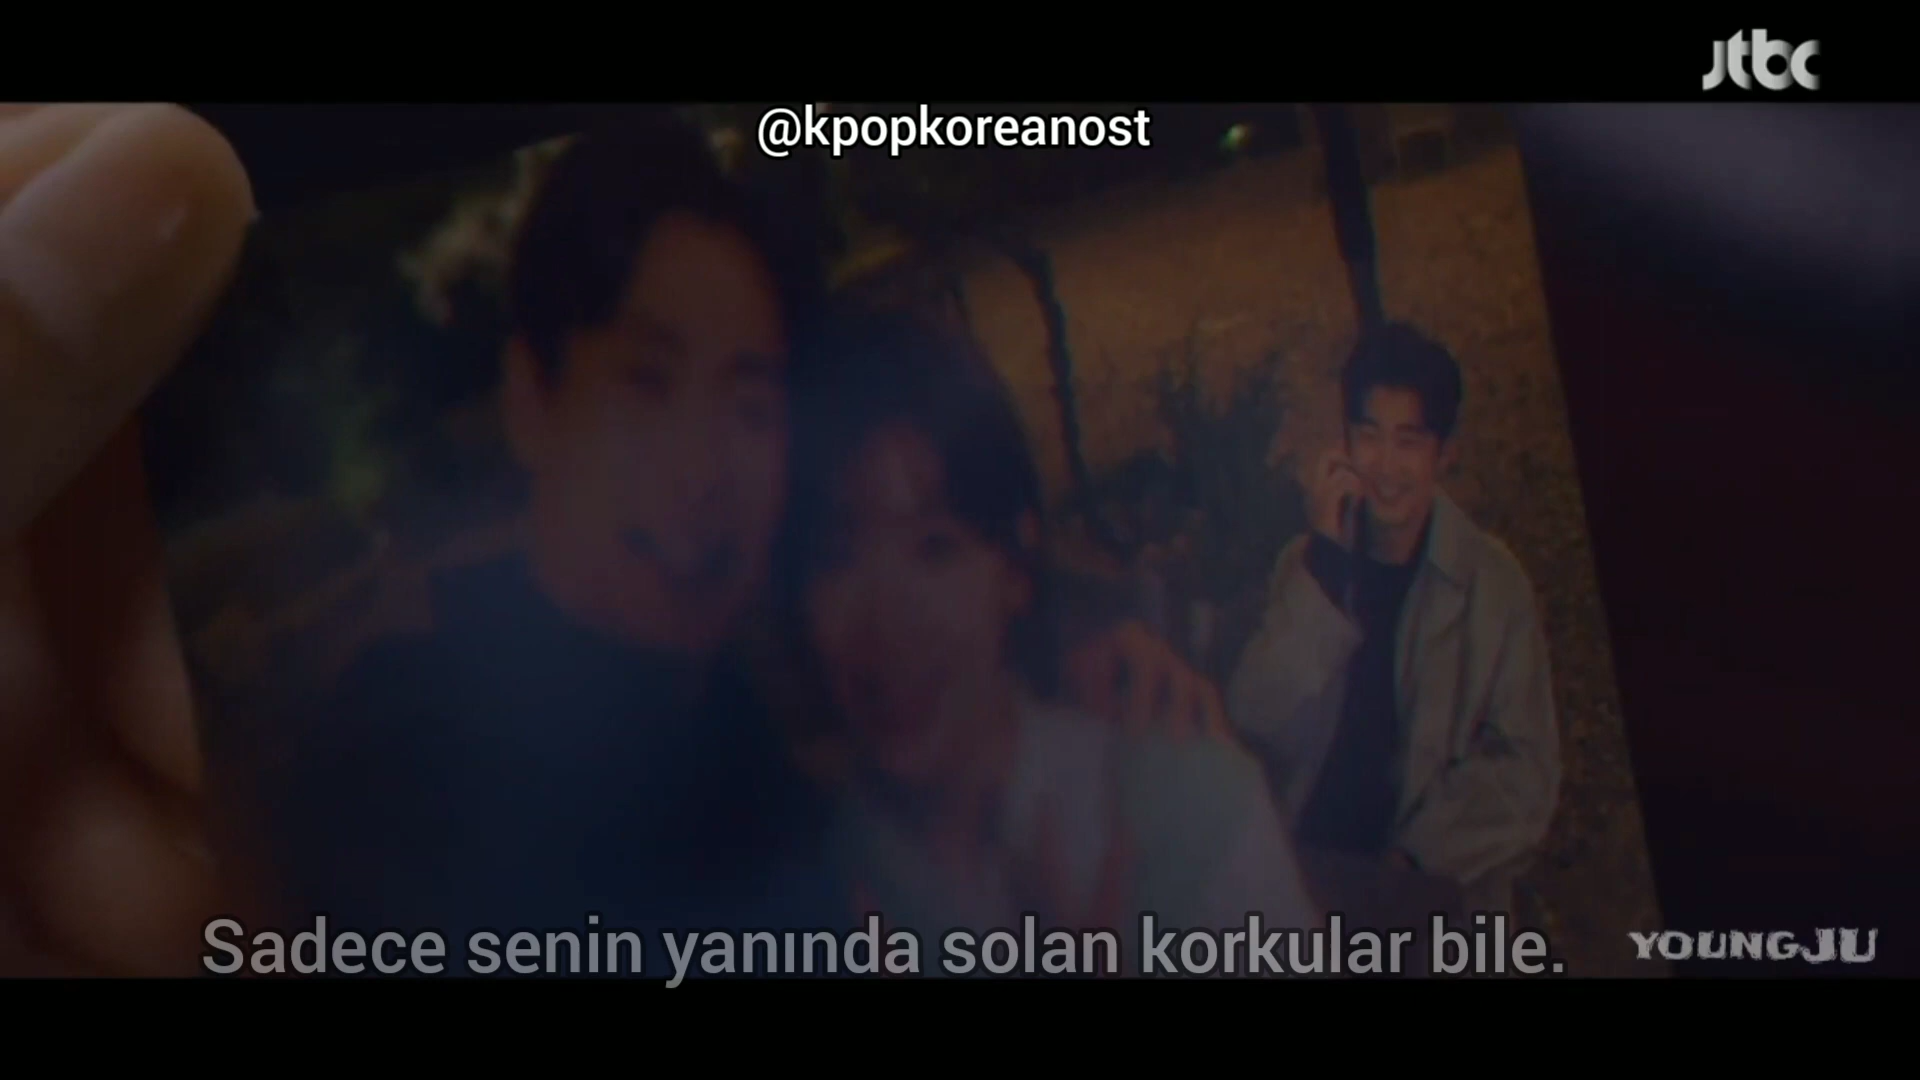 jtbc
@kpopkoreanost
Sadece senin yanında solan korkular bile.
YOUNGJU